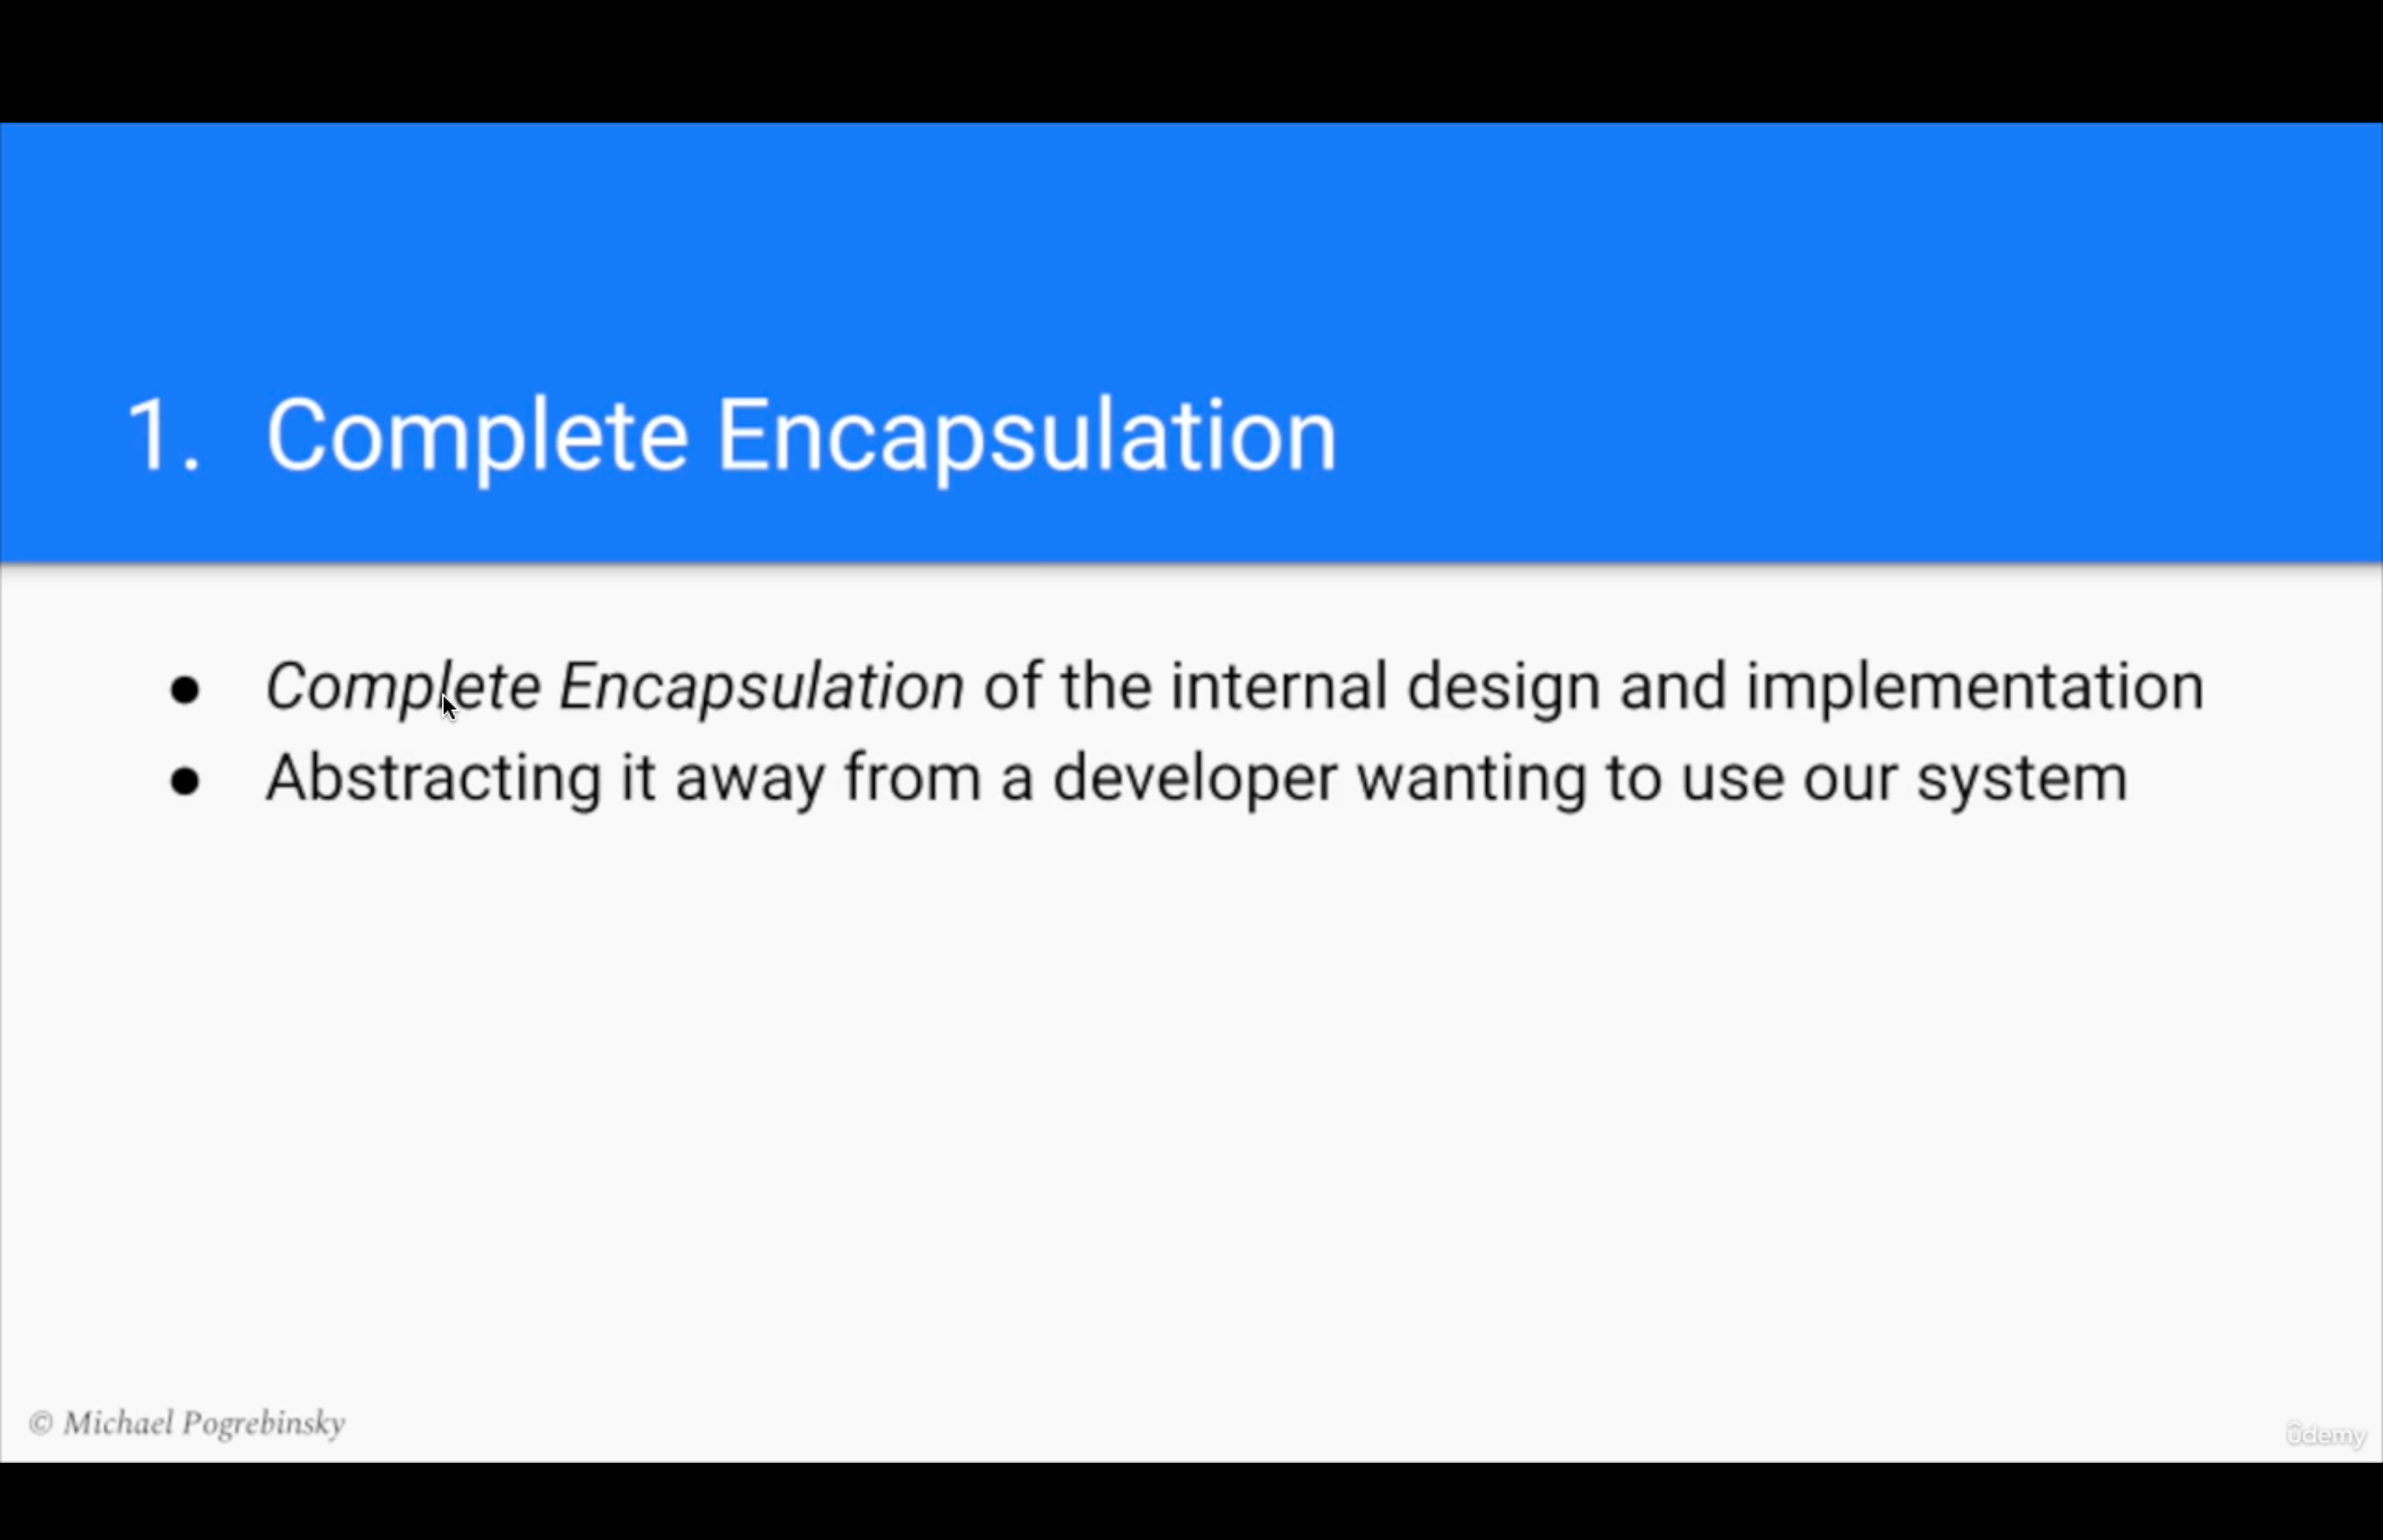 1. Complete Encapsulation
● Complete Encapsulation of the internal design and implementation
● Abstracting it away from a developer wanting to use our system
© Michael Pogrebinsky
ûdemy